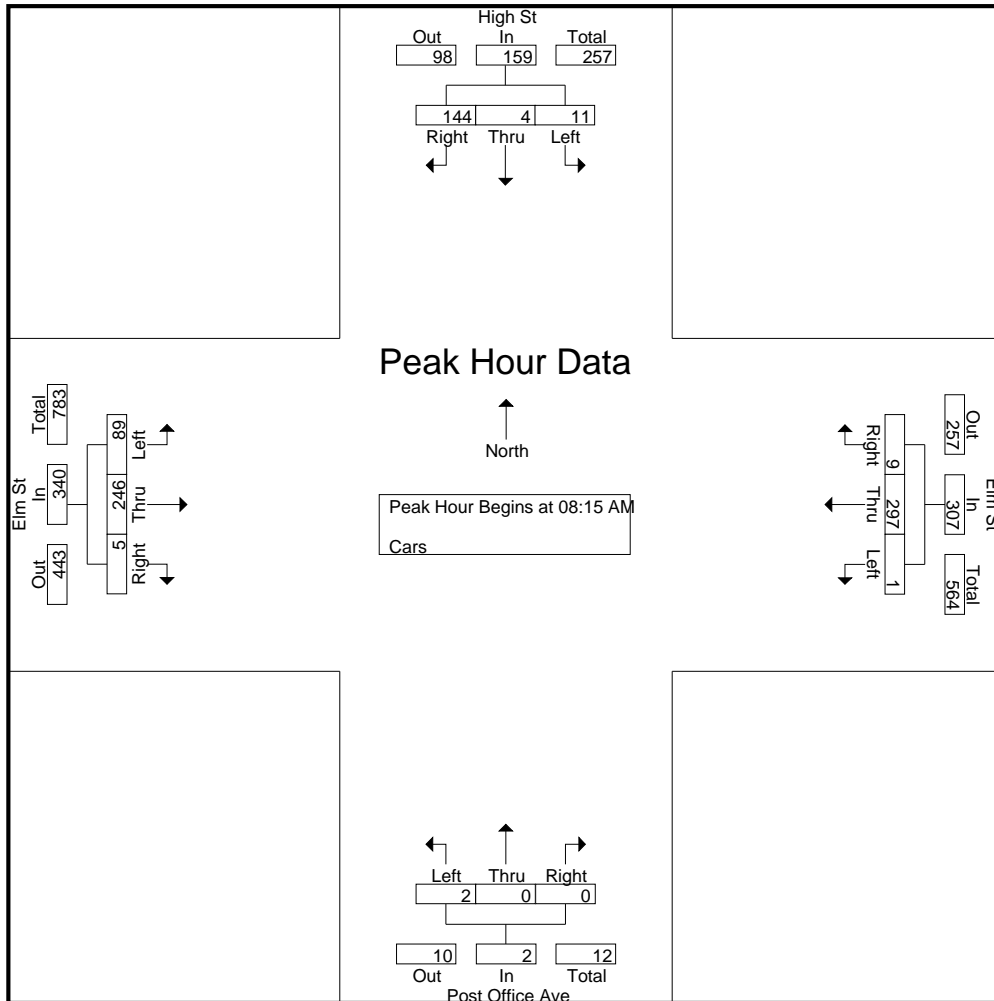 High St
Out In Total
98 159 257
144 4 11
Right Thru Left
Peak Hour Data
North
Peak Hour Begins at 08:15 AM
Cars
Elm St
Total In Out
783 340 443
89 246 5
Left Thru Right
Elm St
Out In Total
257 307 564
9 297 1
Right Thru Left
Left Thru Right
2 0 0
10 2 12
Out In Total
Post Office Ave